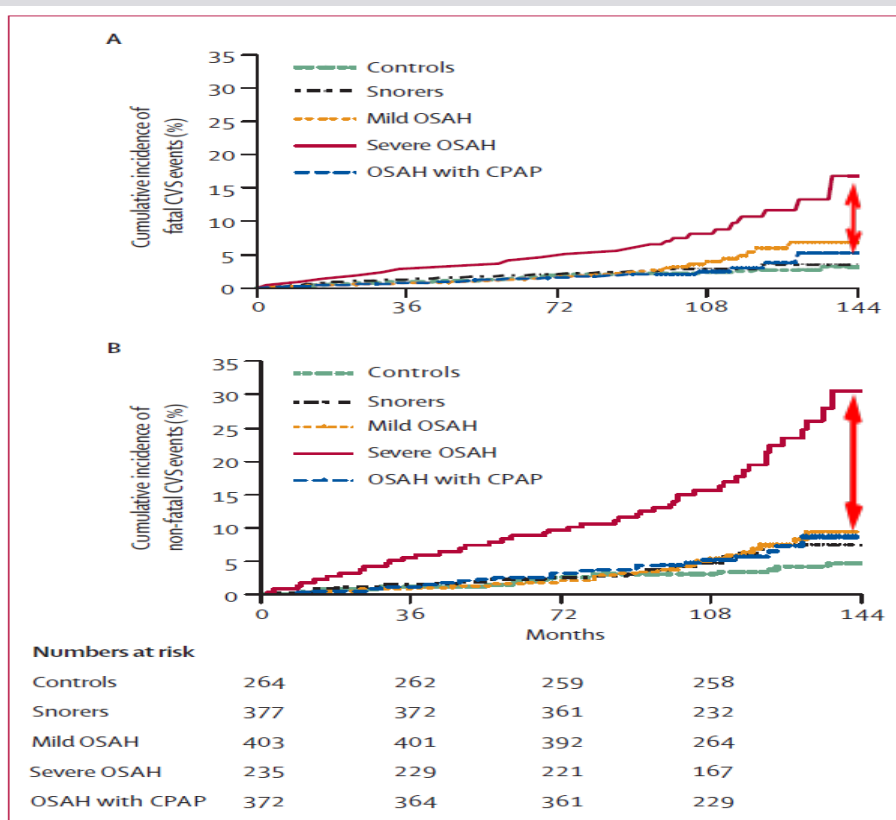 A
35
30
25
20
15
10
5
0
Cumulative incidence of
fatal CVS events (%)
Controls
Snorers
Mild OSAH
Severe OSAH
OSAH with CPAP
0 36 72 108 144
B
35
30
25
20
15
10
5
0
Cumulative incidence of
non-fatal CVS events (%)
Controls
Snorers
Mild OSAH
Severe OSAH
OSAH with CPAP
0 36 72 108 144
Months
Numbers at risk
Controls 264 262 259 258
Snorers 377 372 361 232
Mild OSAH 403 401 392 264
Severe OSAH 235 229 221 167
OSAH with CPAP 372 364 361 229